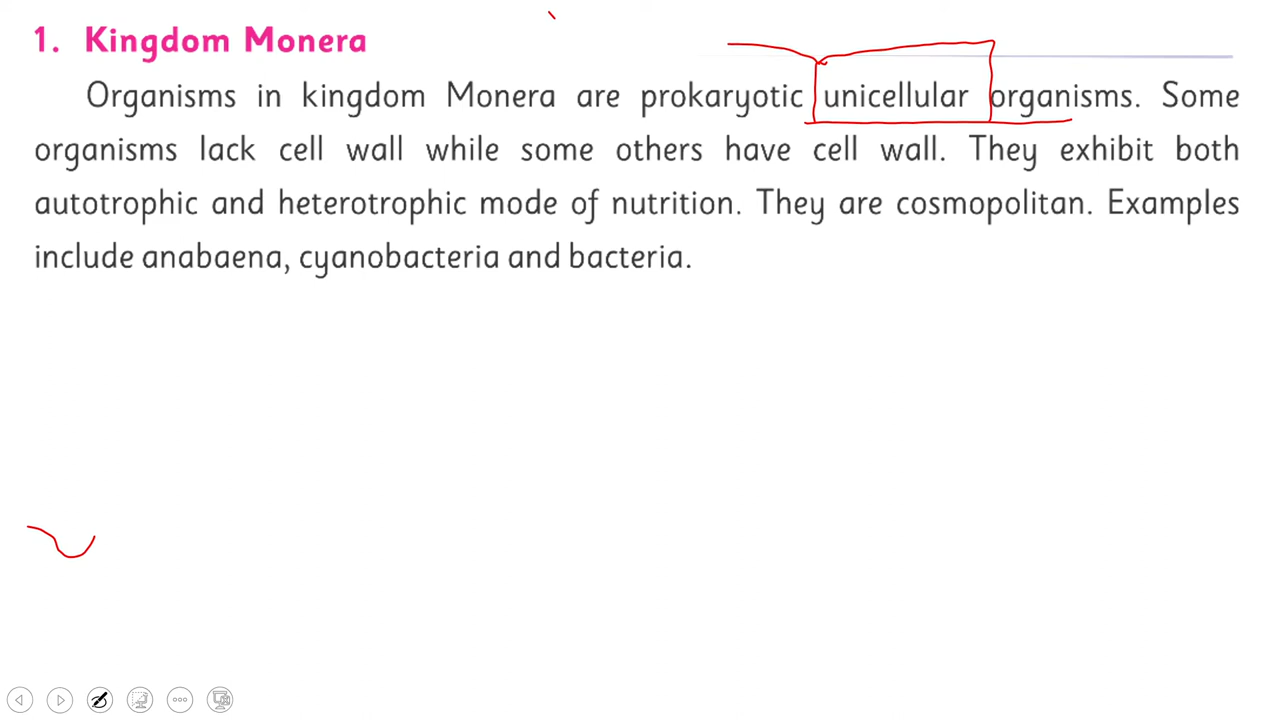 1. Kingdom Monera
Organisms in kingdom Monera are prokaryotic unicellular organisms. Some
organisms lack cell wall while some others have cell wall. They exhibit both
autotrophic and heterotrophic mode of nutrition. They are cosmopolitan. Examples
include anabaena, cyanobacteria and bacteria.